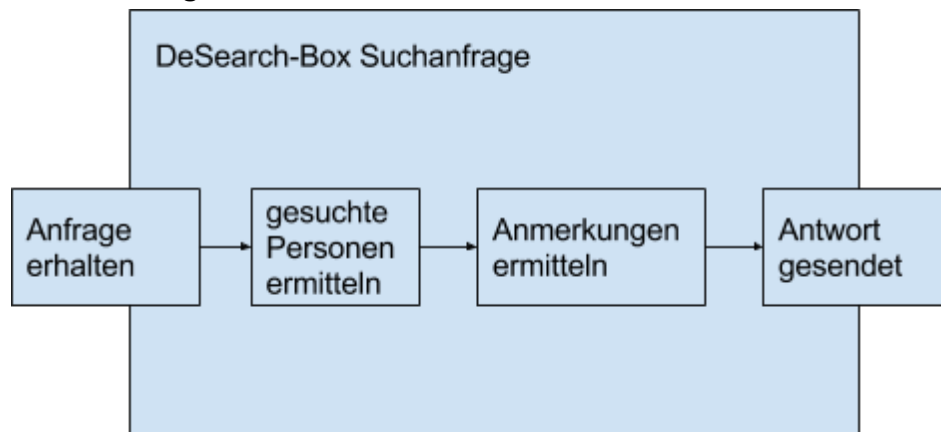 DeSearch-Box Suchanfrage
Anfrage
erhalten
gesuchte
Personen
ermitteln
Anmerkungen
ermitteln
Antwort
gesendet